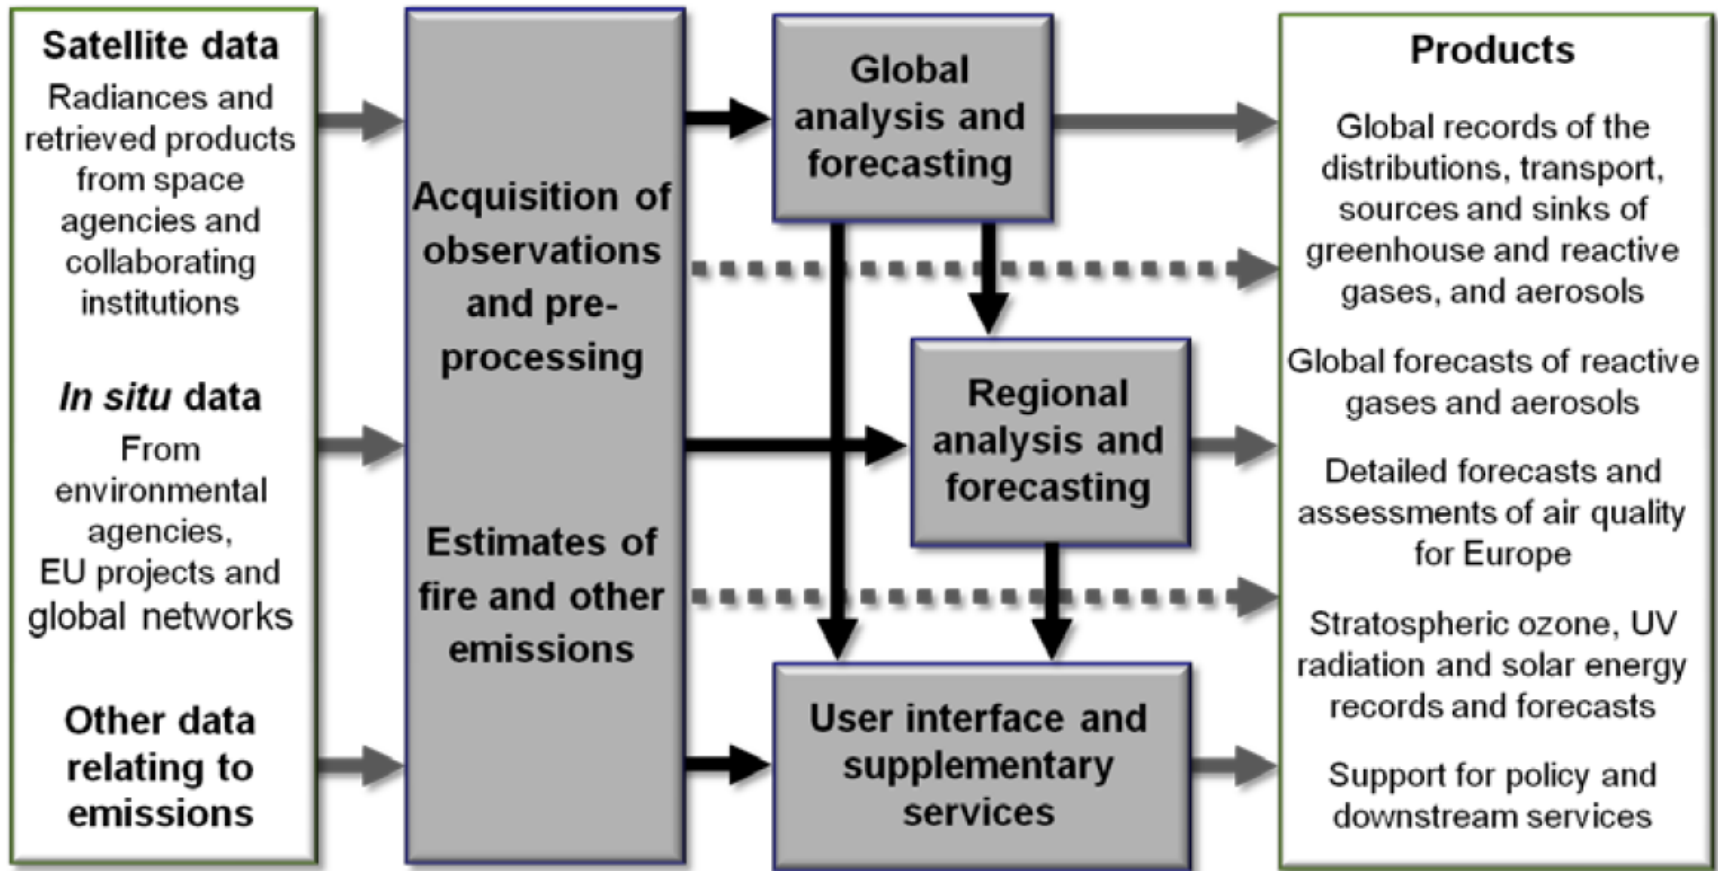 Satellite data
Radiances and
retrieved products
from space
agencies and
collaborating
institutions
In situ data
From
environmental
agencies,
EU projects and
global networks
Other data
relating to
emissions
Acquisition of
observations
and pre-
processing
Estimates of
fire and other
emissions
Global
analysis and
forecasting
Regional
analysis and
forecasting
User interface and
supplementary
services
Products
Global records of the
distributions, transport,
sources and sinks of
greenhouse and reactive
gases, and aerosols
Global forecasts of reactive
gases and aerosols
Detailed forecasts and
assessments of air quality
for Europe
Stratospheric ozone, UV
radiation and solar energy
records and forecasts
Support for policy and
downstream services